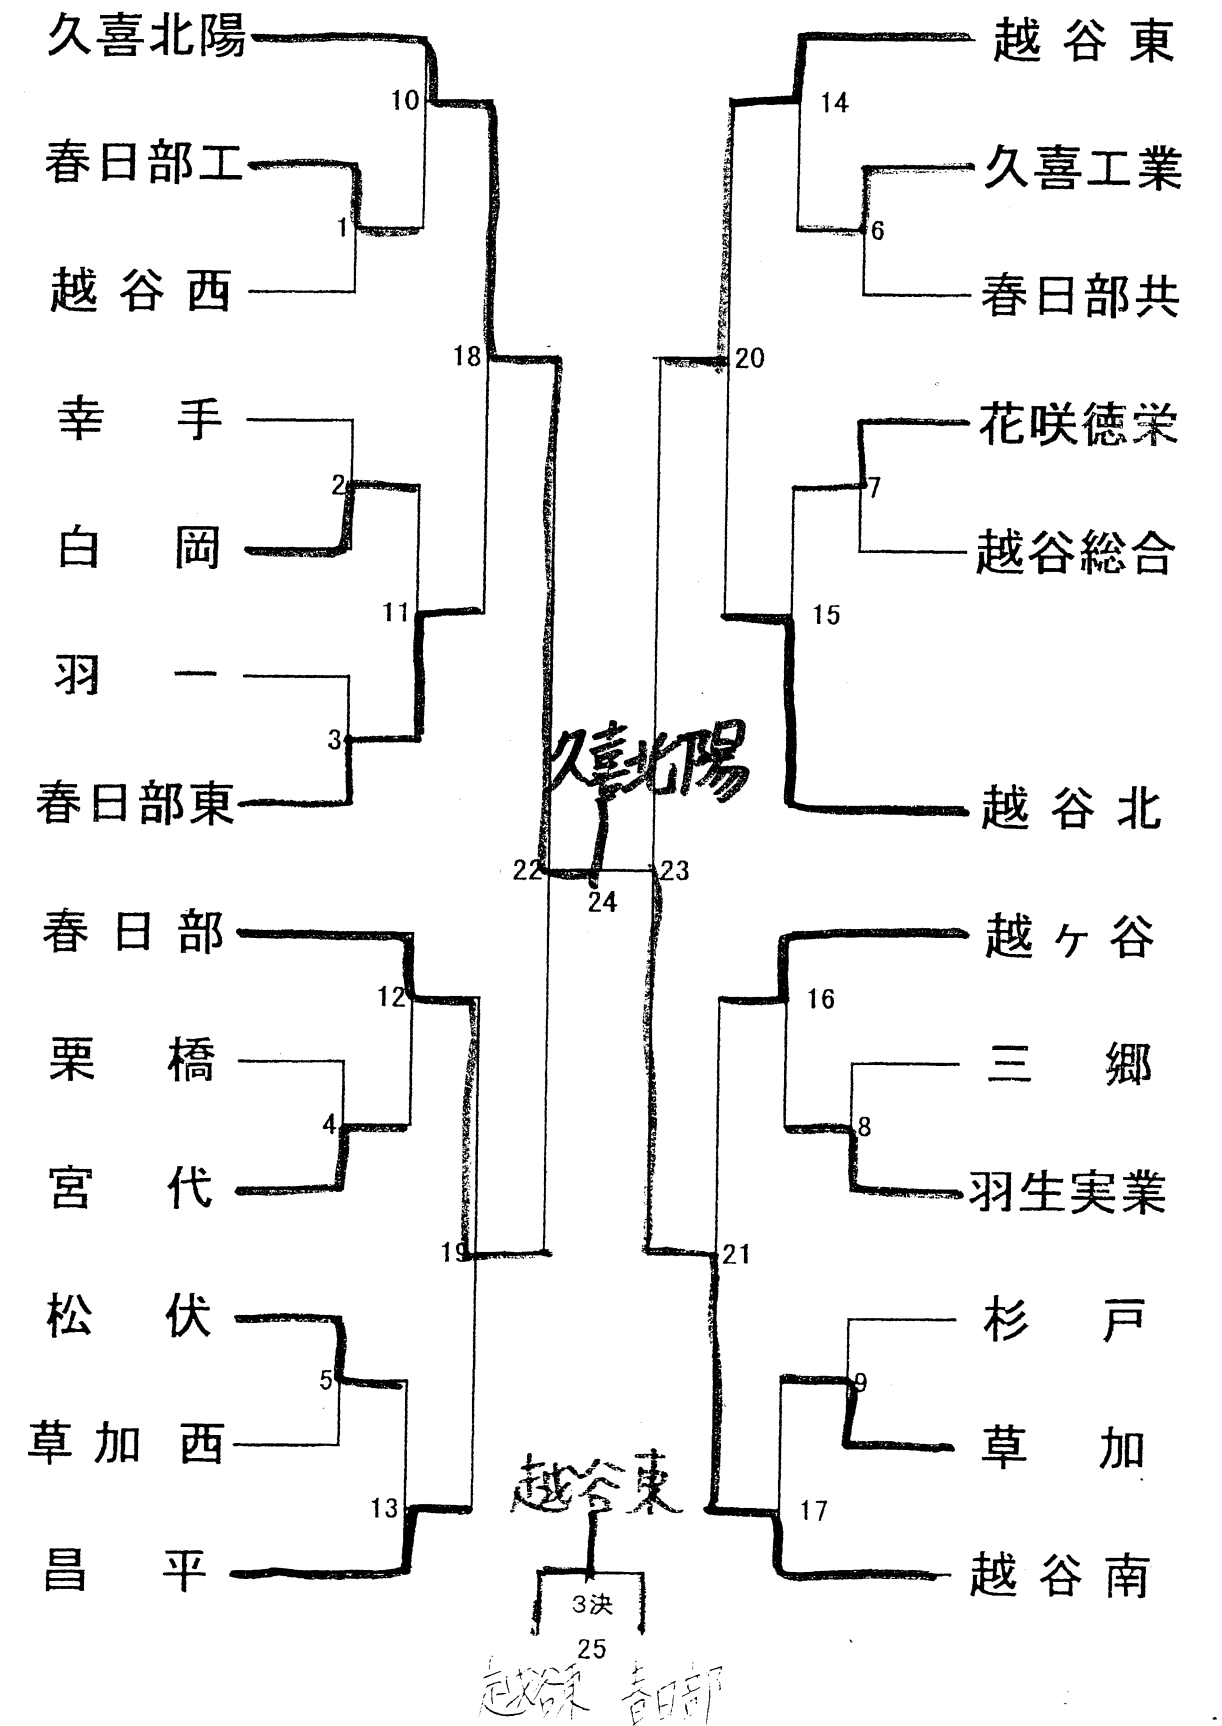 久喜北陽
10
春日部工
1
越谷西
18
幸手
2
白岡
11
羽一
3
春日部東
22
春日部
12
栗橋
4
宮代
19
松伏
5
草加西
13
昌平
久喜北陽
24
越谷東
3決
25
越谷東 春日部
越谷東
14
久喜工業
6
春日部共
20
花咲徳栄
7
越谷総合
15
越谷北
23
越ヶ谷
16
三郷
8
羽生実業
21
杉戸
9
草加
17
越谷南